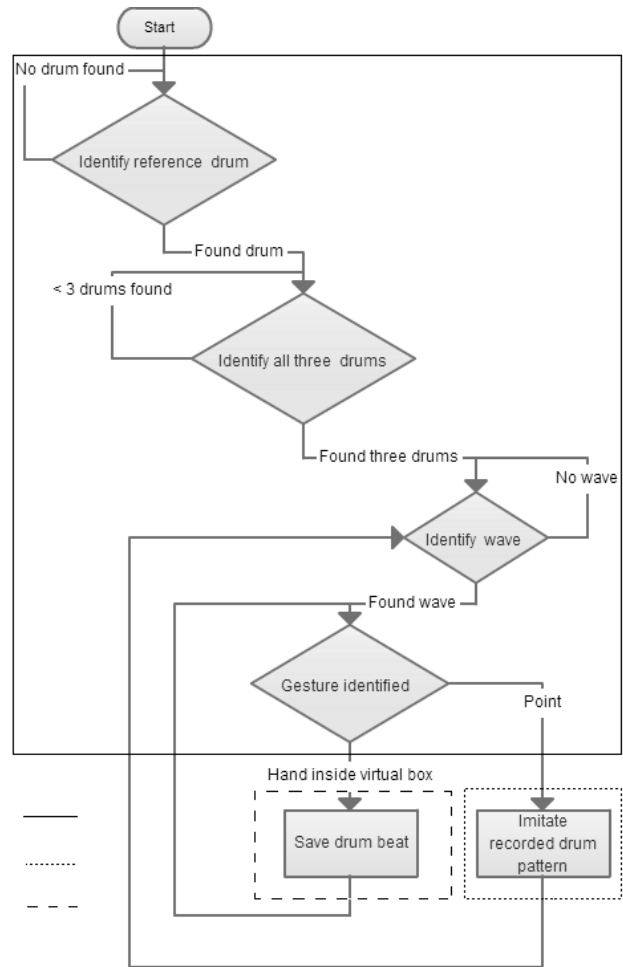 Start
No drum found
Identify reference drum
Found drum
< 3 drums found
Identify all three drums
Found three drums
No wave
Identify wave
Found wave
Gesture identified
Point
Hand inside virtual box
Save drum beat
Imitate
recorded drum
pattern